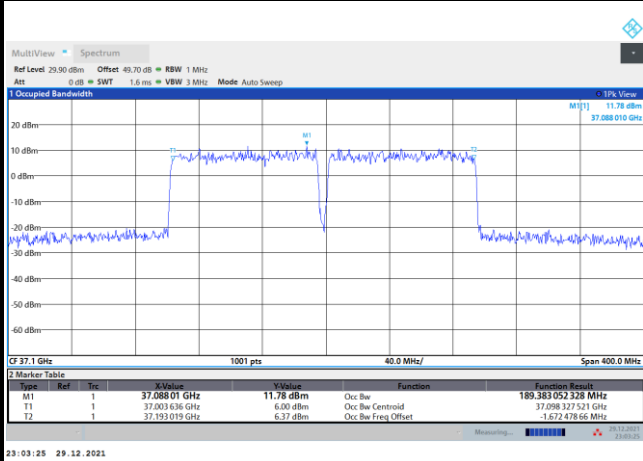 MultiView Spectrum
Ref Level 29.90 dBm Offset 49.70 dB RBW 1 MHz
Att 0 dB SWT 1.6 ms VBW 3 MHz Mode Auto Sweep
1 Occupied Bandwidth 1Pk View
M1[1] 11.78 dBm
37.088 010 GHz
20 dBm
M1
10 dBm
T1
T2
0 dBm
-10 dBm
-20 dBm
-30 dBm
-40 dBm
-50 dBm
-60 dBm
CF 37.1 GHz 1001 pts 40.0 MHz/ Span 400.0 MHz
2 Marker Table
Type Ref Trc X-Value Y-Value Function Function Result
M1 1 37.088 01 GHz 11.78 dBm Occ Bw 189.383 052 328 MHz
T1 1 37.003 636 GHz 6.00 dBm Occ Bw Centroid 37.098 327 521 GHz
T2 1 37.193 019 GHz 6.37 dBm Occ Bw Freq Offset -1.672 478 66 MHz
Measuring... 29.12.2021
23:03:25
23:03:25 29.12.2021